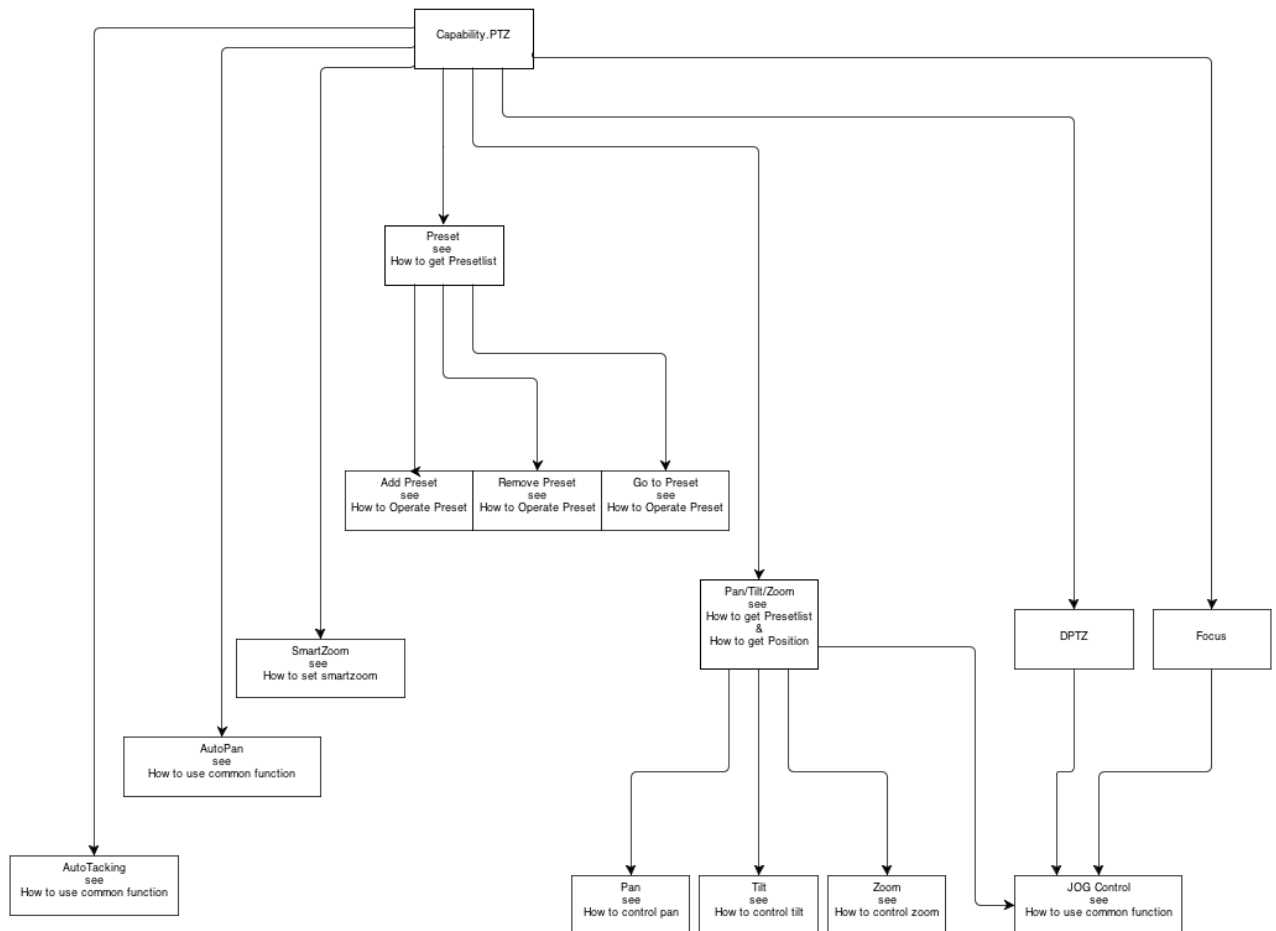 Capability.PTZ
Preset
see
How to get Presetlist
Add Preset
see
How to Operate Preset
Remove Preset
see
How to Operate Preset
Go to Preset
see
How to Operate Preset
Pan/Tilt/Zoom
see
How to get Presetlist
&
How to get Position
DPTZ
Focus
SmartZoom
see
How to set smartzoom
AutoPan
see
How to use common function
AutoTacking
see
How to use common function
Pan
see
How to control pan
Tilt
see
How to control tilt
Zoom
see
How to control zoom
JOG Control
see
How to use common function